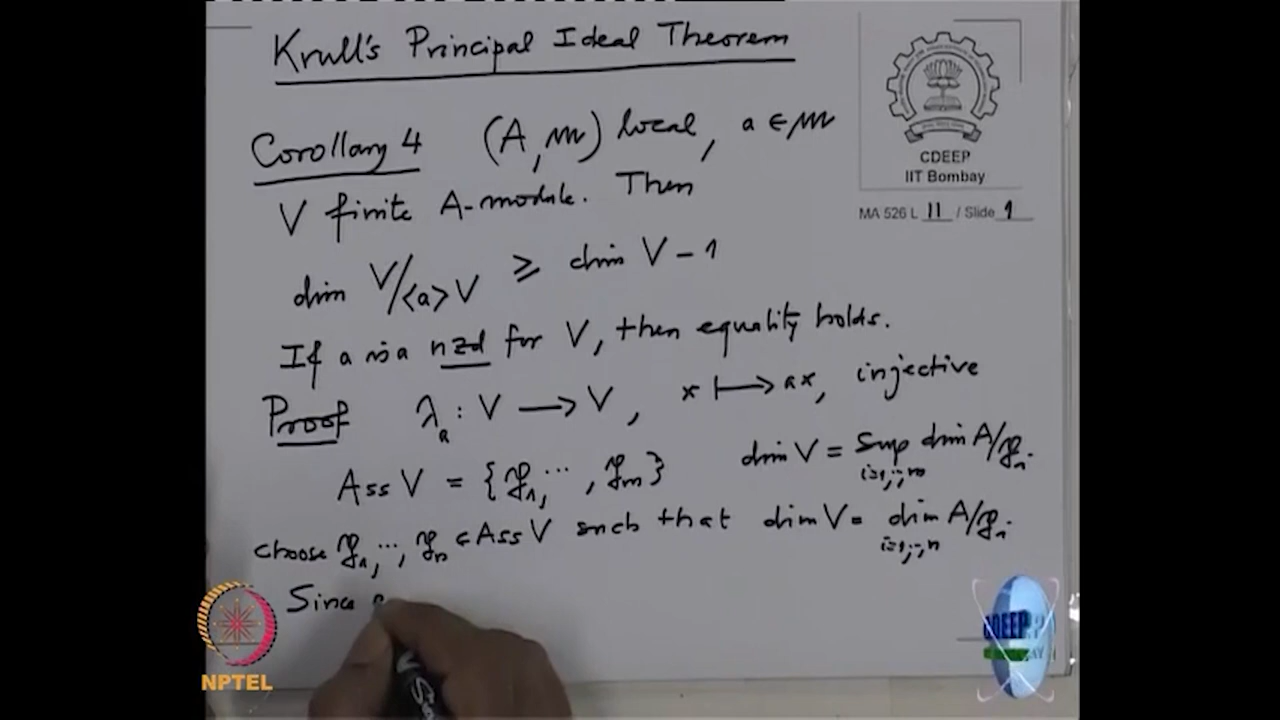 Krull's Principal Ideal Theorem
Corollary 4 (A, 𝔪) local, a ∈ 𝔪
V finite A-module. Then
dim V/<a>V ≥ dim V - 1
If a is a nzd for V, then equality holds.
Proof λₐ : V → V, x ↦ ax, injective
Ass V = {𝔭₁, ..., 𝔭ₘ} dim V = Sup dim A/𝔭ᵢ
i=1,..,m
choose 𝔭₁, ..., 𝔭ₙ ∈ Ass V such that dim V = dim A/𝔭ᵢ
i=1,..,n
Since
CDEEP
IIT Bombay
MA 526 L 11 / Slide 1
NPTEL
CDEEP